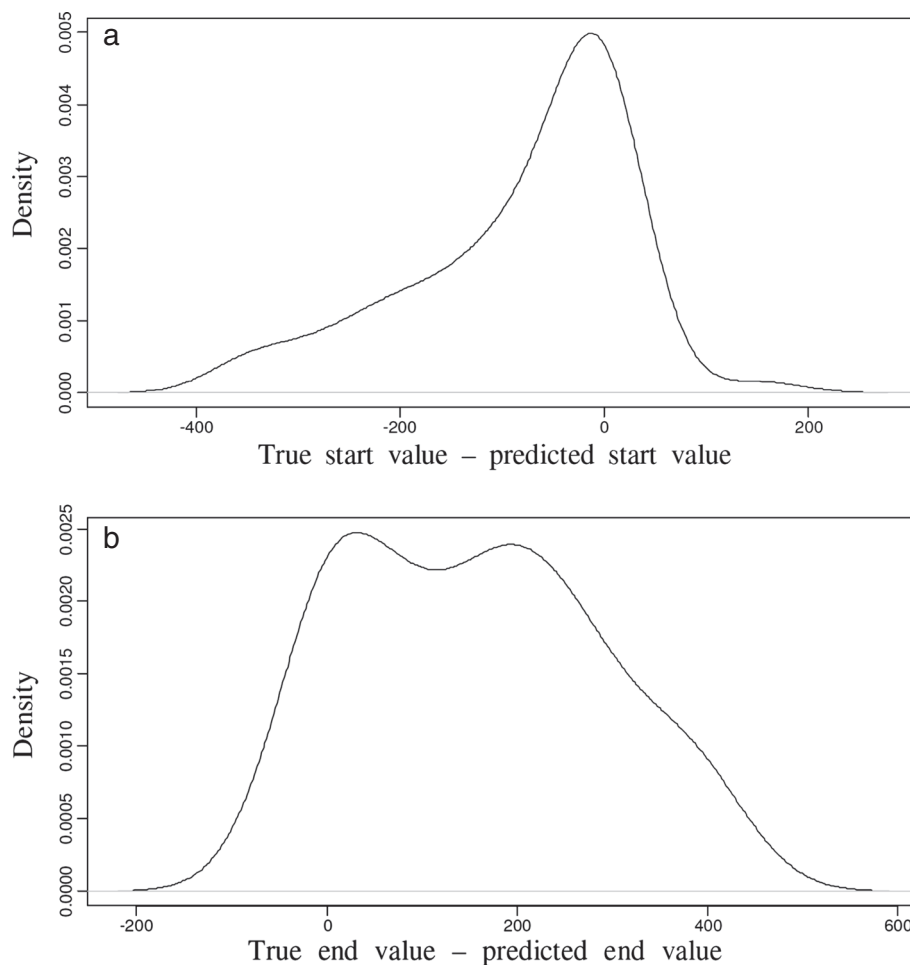 a
0.005
0.004
0.003
0.002
0.001
0.000
Density
-400 -200 0 200
True start value – predicted start value
b
0.0025
0.0020
0.0015
0.0010
0.0005
0.0000
Density
-200 0 200 400 600
True end value – predicted end value